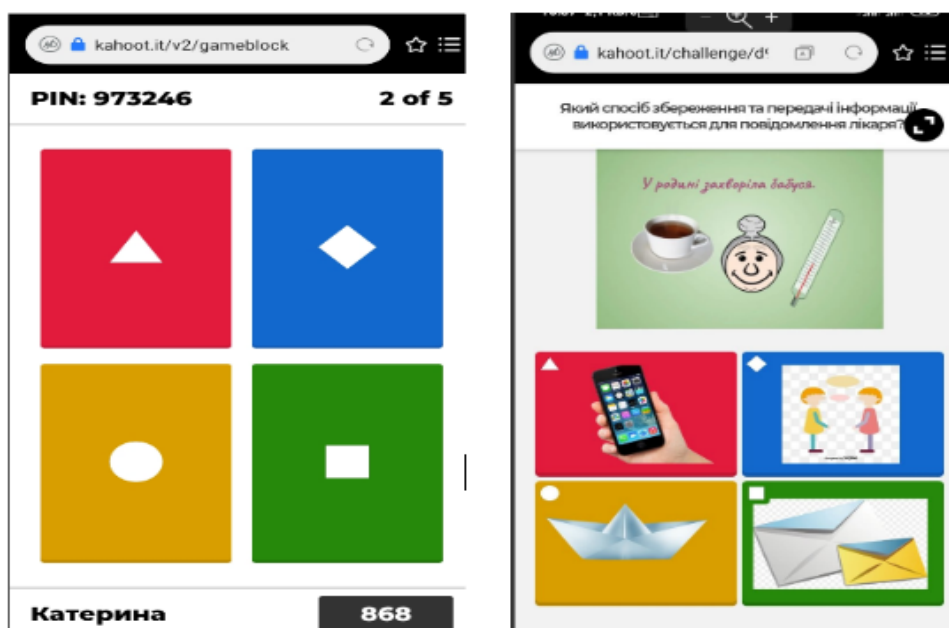 kahoot.it/v2/gameblock
PIN: 973246
2 of 5
Катерина
868
kahoot.it/challenge/d
Який спосіб збереження та передачі інформації
використовується для повідомлення лікаря?
У родині захворіла бабуся.